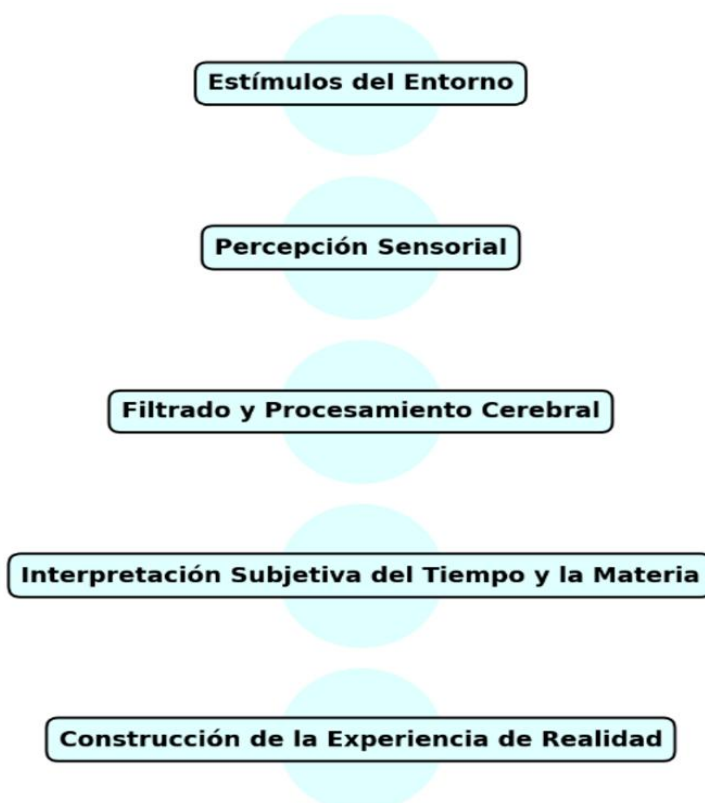 Estímulos del Entorno
Percepción Sensorial
Filtrado y Procesamiento Cerebral
Interpretación Subjetiva del Tiempo y la Materia
Construcción de la Experiencia de Realidad